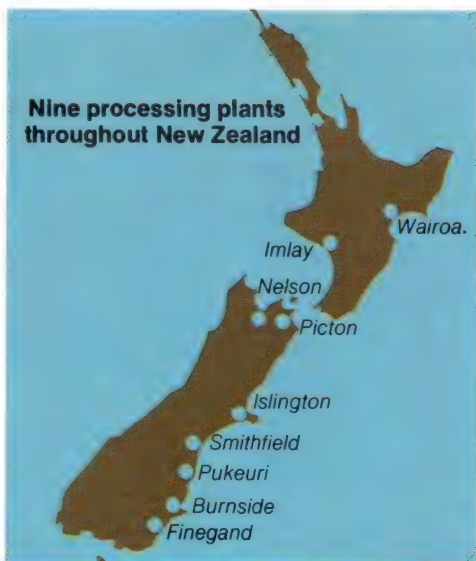 Nine processing plants
throughout New Zealand
Wairoa.
Imlay
Nelson
Picton
Islington
Smithfield
Pukeuri
Burnside
Finegand